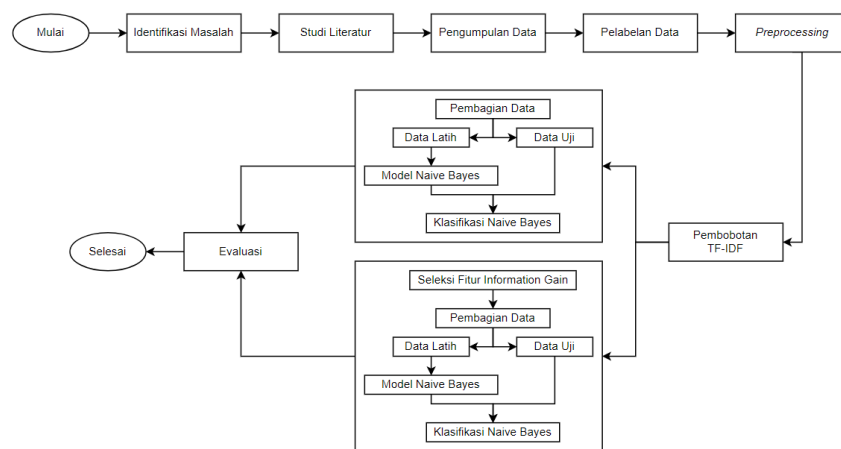 Mulai
Identifikasi Masalah
Studi Literatur
Pengumpulan Data
Pelabelan Data
Preprocessing
Pembobotan
TF-IDF
Pembagian Data
Data Latih
Data Uji
Model Naive Bayes
Klasifikasi Naive Bayes
Seleksi Fitur Information Gain
Pembagian Data
Data Latih
Data Uji
Model Naive Bayes
Klasifikasi Naive Bayes
Evaluasi
Selesai